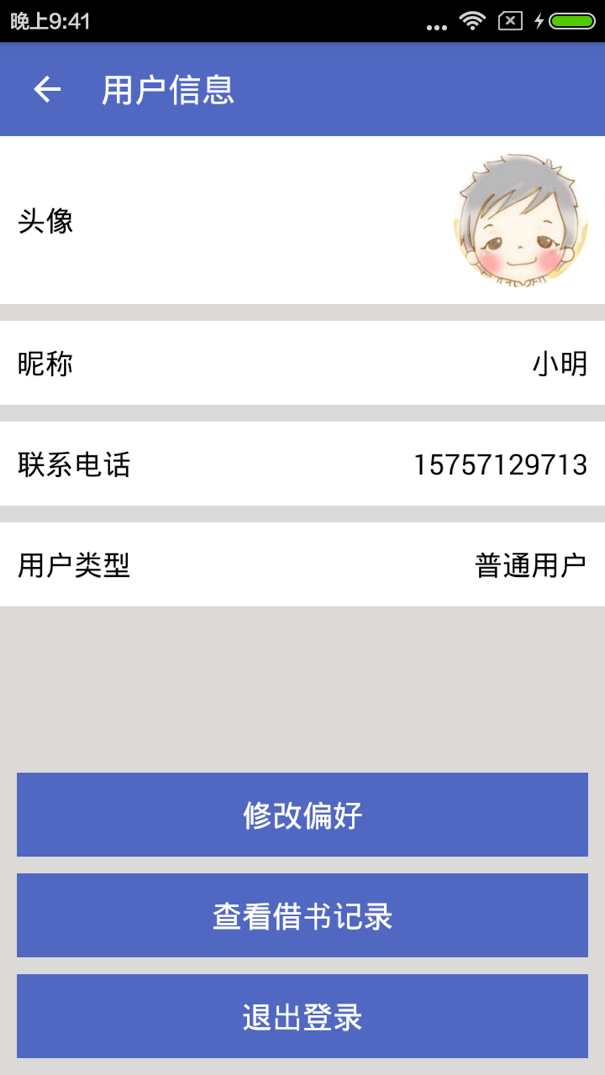 晚上9:41
用户信息
头像
昵称 小明
联系电话 15757129713
用户类型 普通用户
修改偏好
查看借书记录
退出登录